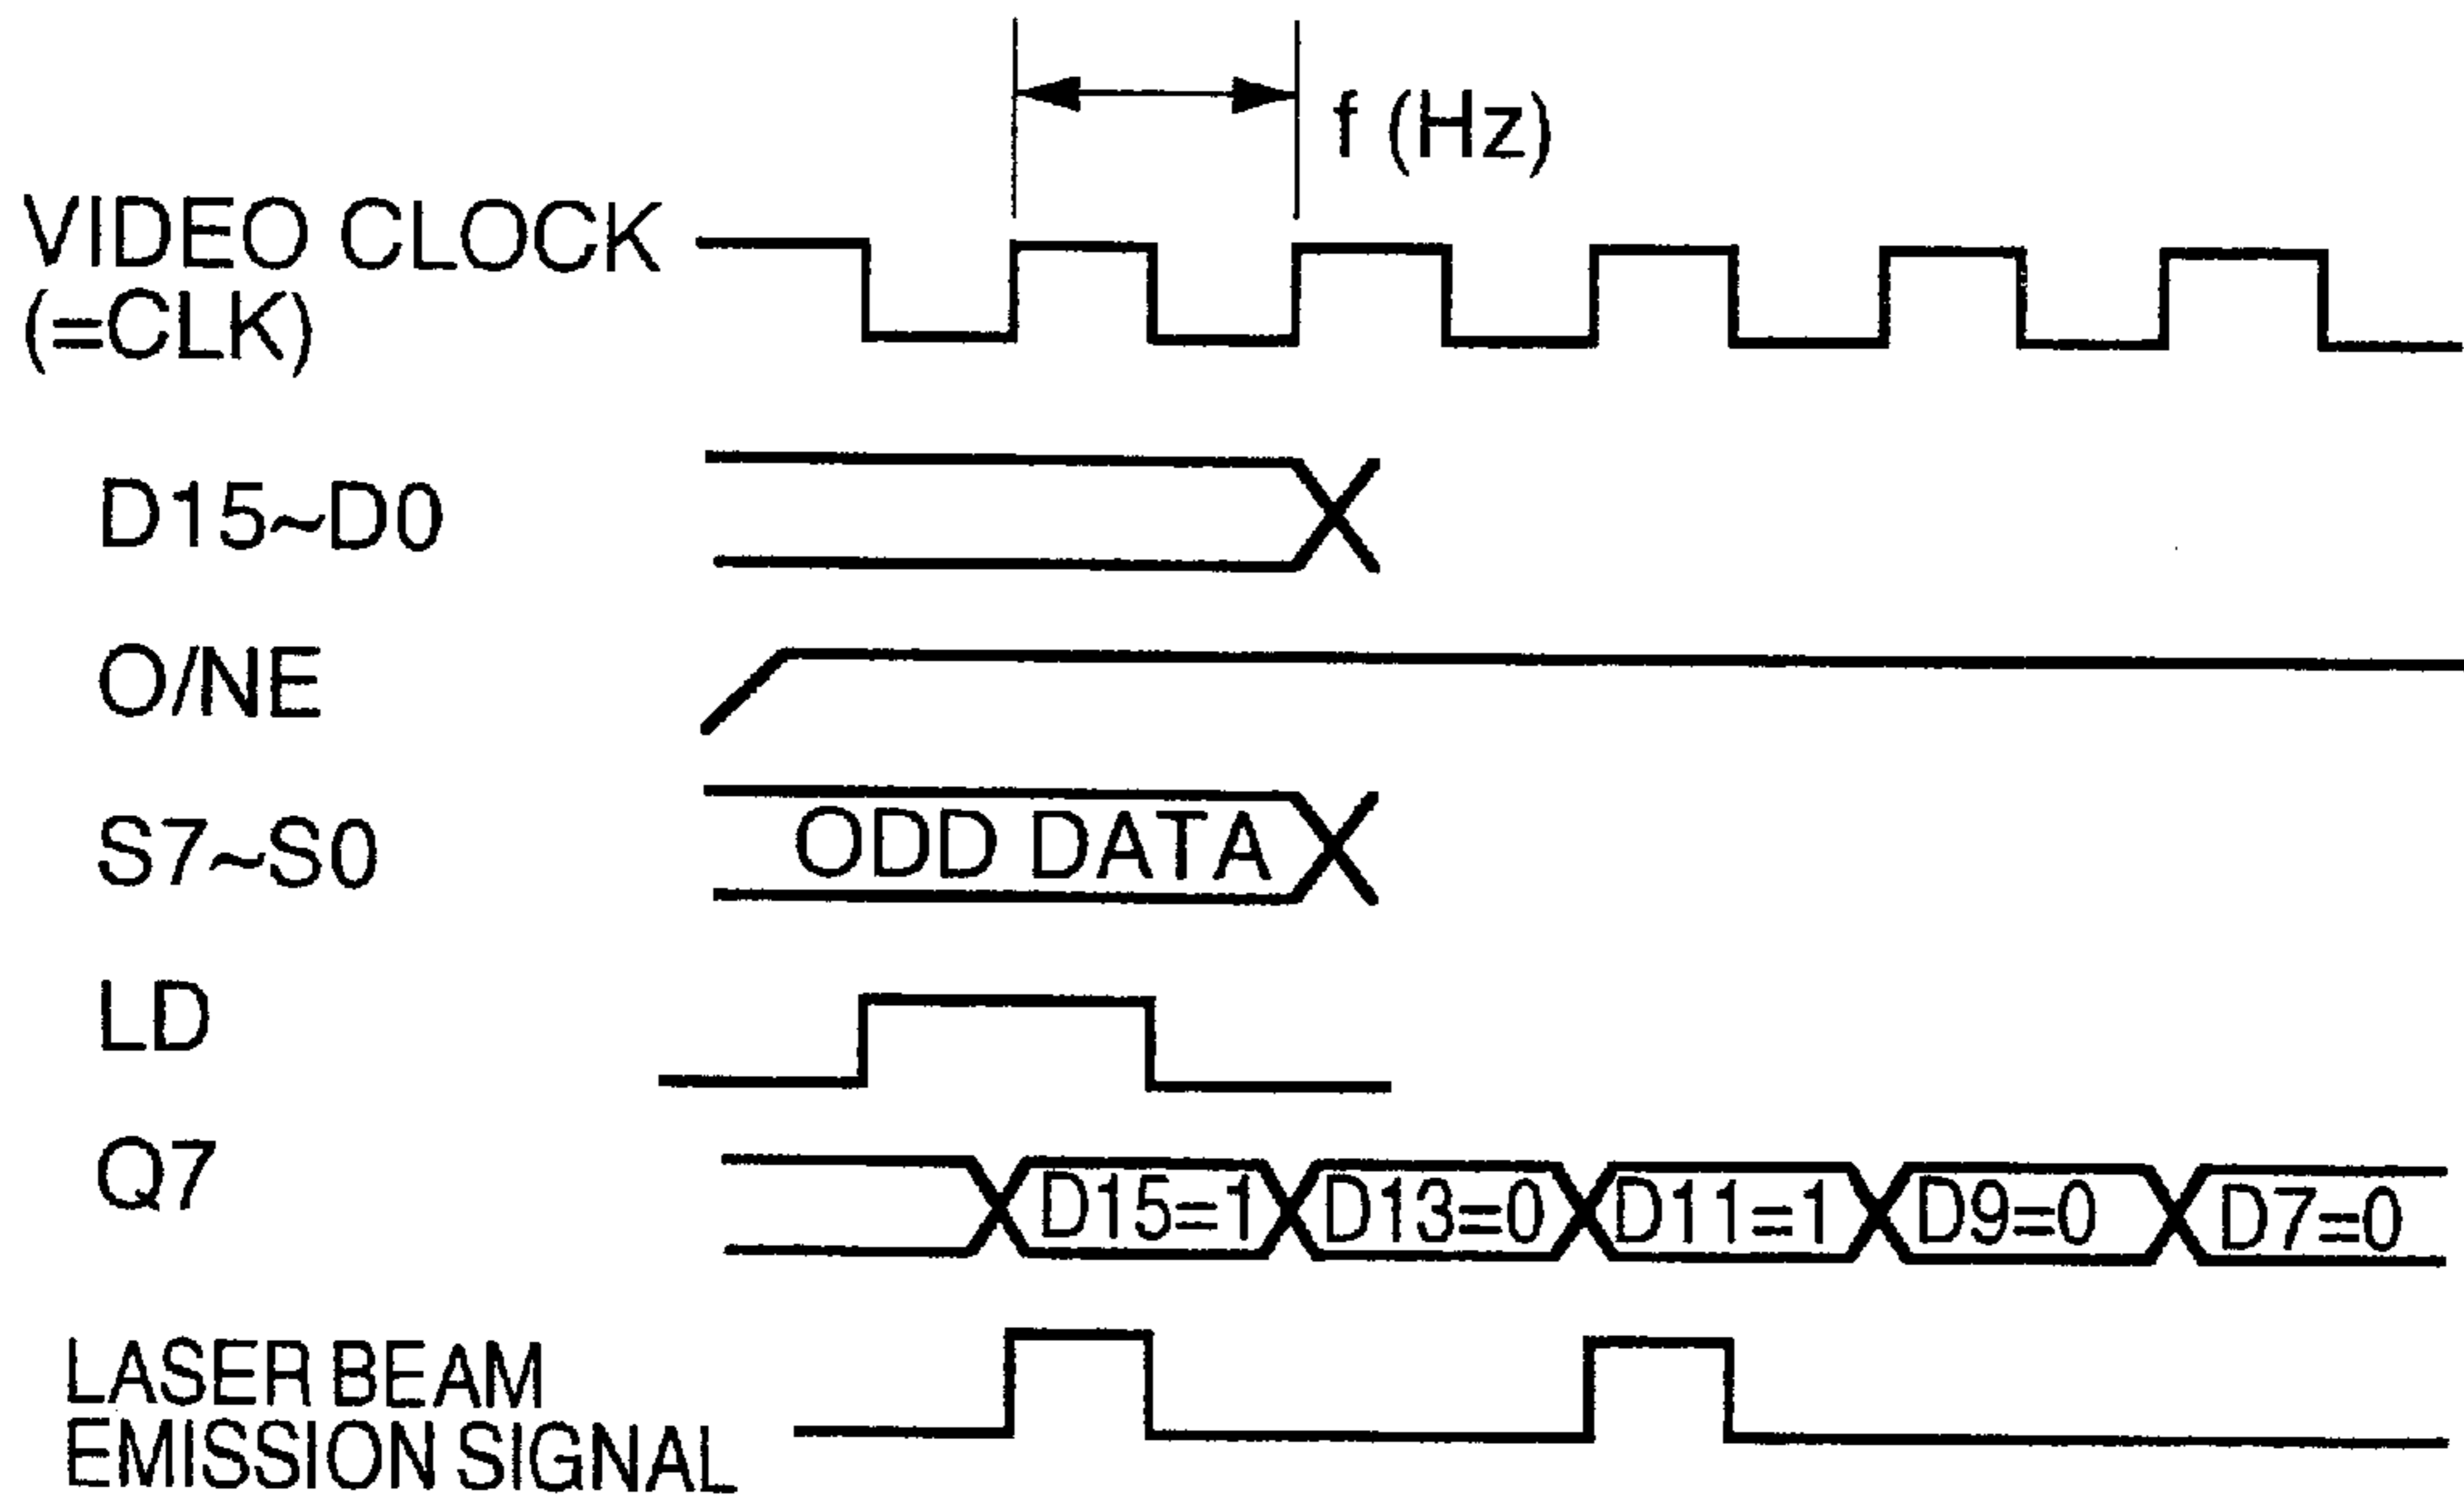 f (Hz)
VIDEO CLOCK
(=CLK)
D15~D0
O/NE
S7~S0
ODD DATA
LD
Q7
D15=1
D13=0
D11=1
D9=0
D7=0
LASER BEAM
EMISSION SIGNAL